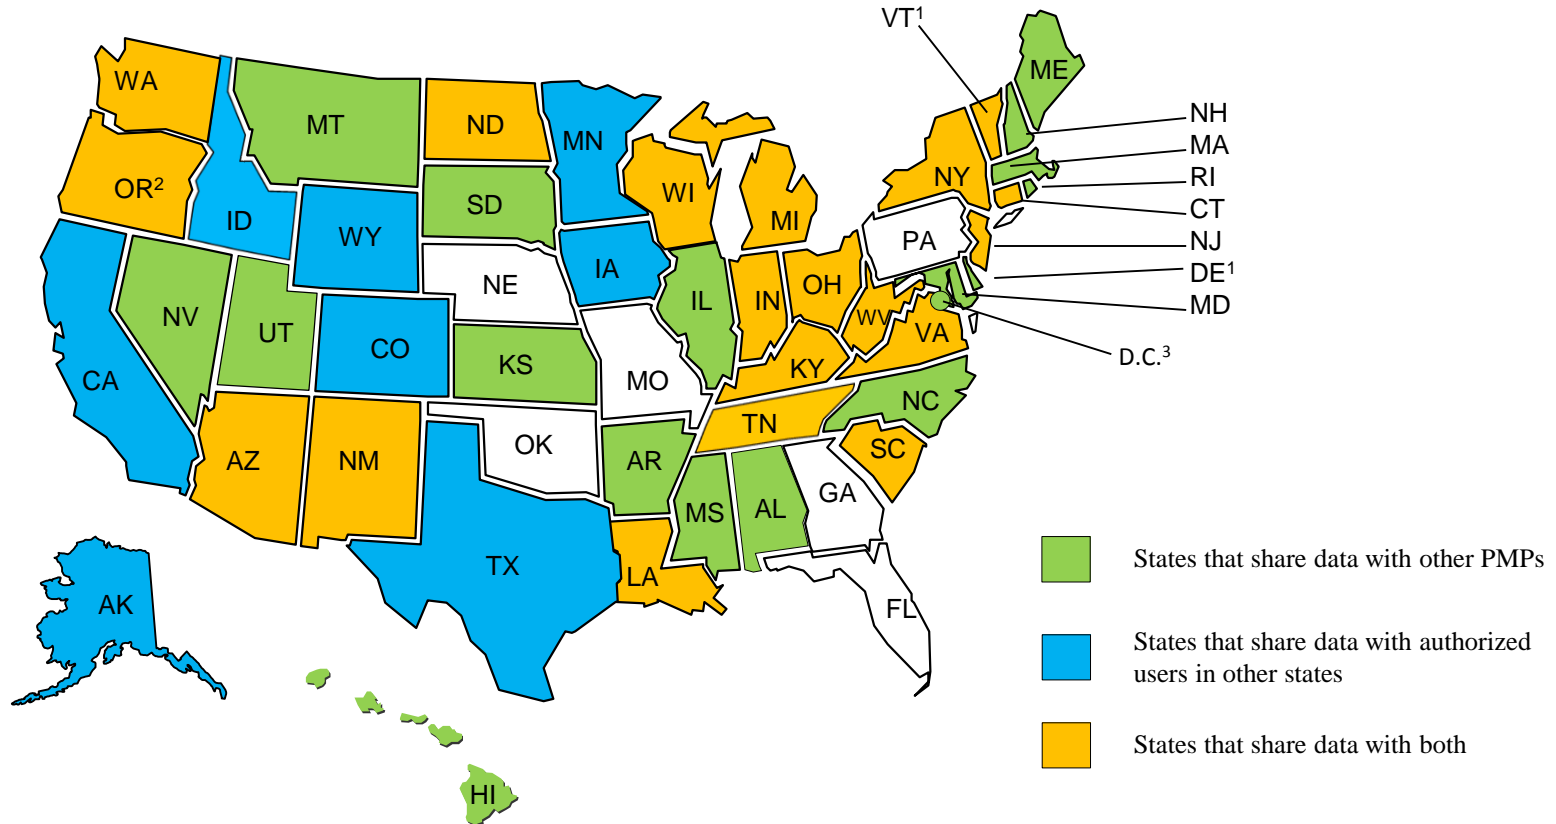 VT¹
ME
WA
MT
ND
MN
NH
MA
RI
CT
NJ
DE¹
MD
D.C.³
OR²
ID
WY
SD
WI
MI
NY
PA
NE
IA
IL
IN
OH
WV
VA
NV
UT
CO
KS
MO
KY
CA
NC
TN
SC
AZ
NM
OK
AR
MS
AL
GA
TX
LA
FL
AK
HI
States that share data with other PMPs
States that share data with authorized
users in other states
States that share data with both